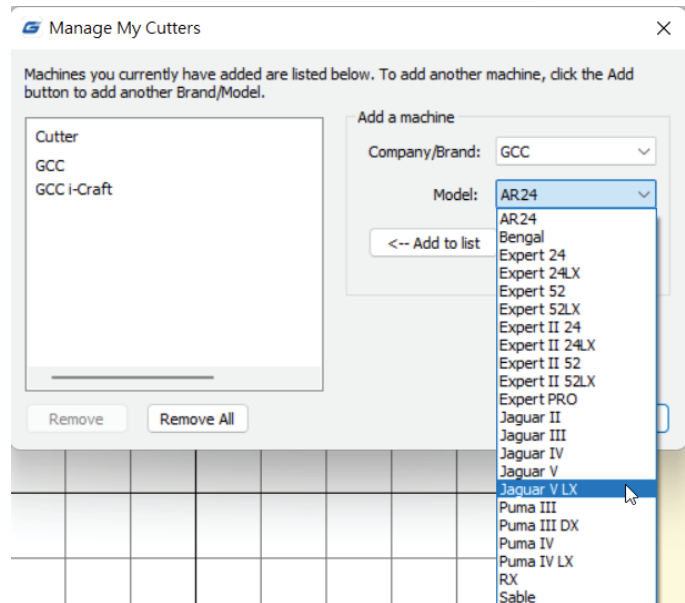 Manage My Cutters
Machines you currently have added are listed below. To add another machine, click the Add
button to add another Brand/Model.
Cutter
GCC
GCC i-Craft
Remove
Remove All
Add a machine
Company/Brand: GCC
Model: AR24
<-- Add to list
AR24
Bengal
Expert 24
Expert 24LX
Expert 52
Expert 52LX
Expert II 24
Expert II 24LX
Expert II 52
Expert II 52LX
Expert PRO
Jaguar II
Jaguar III
Jaguar IV
Jaguar V
Jaguar V LX
Puma III
Puma III DX
Puma IV
Puma IV LX
RX
Sable